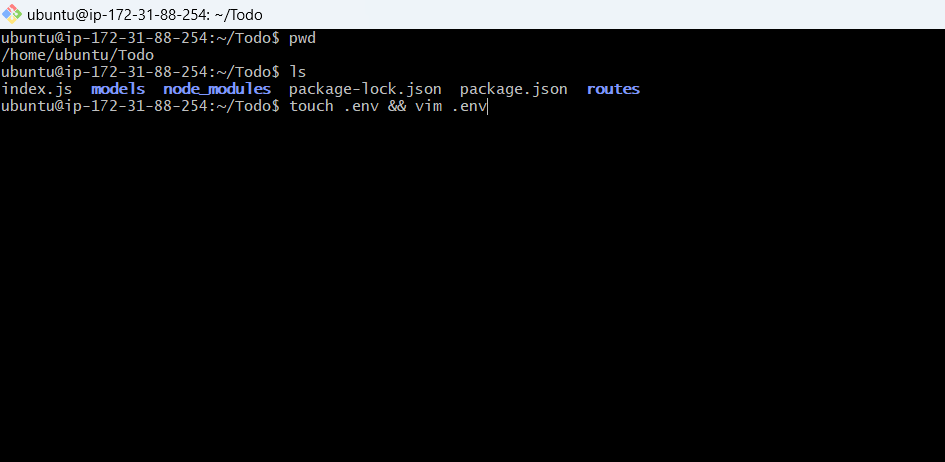 ubuntu@ip-172-31-88-254: ~/Todo
ubuntu@ip-172-31-88-254:~/Todo$ pwd
/home/ubuntu/Todo
ubuntu@ip-172-31-88-254:~/Todo$ ls
index.js  models  node_modules  package-lock.json  package.json  routes
ubuntu@ip-172-31-88-254:~/Todo$ touch .env && vim .env